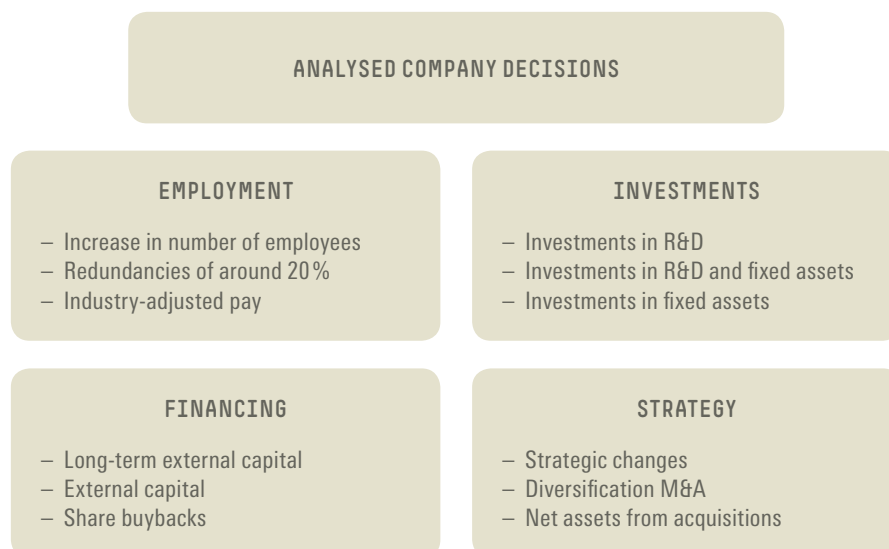 ANALYSED COMPANY DECISIONS
EMPLOYMENT
– Increase in number of employees
– Redundancies of around 20 %
– Industry-adjusted pay
INVESTMENTS
– Investments in R&D
– Investments in R&D and fixed assets
– Investments in fixed assets
FINANCING
– Long-term external capital
– External capital
– Share buybacks
STRATEGY
– Strategic changes
– Diversification M&A
– Net assets from acquisitions